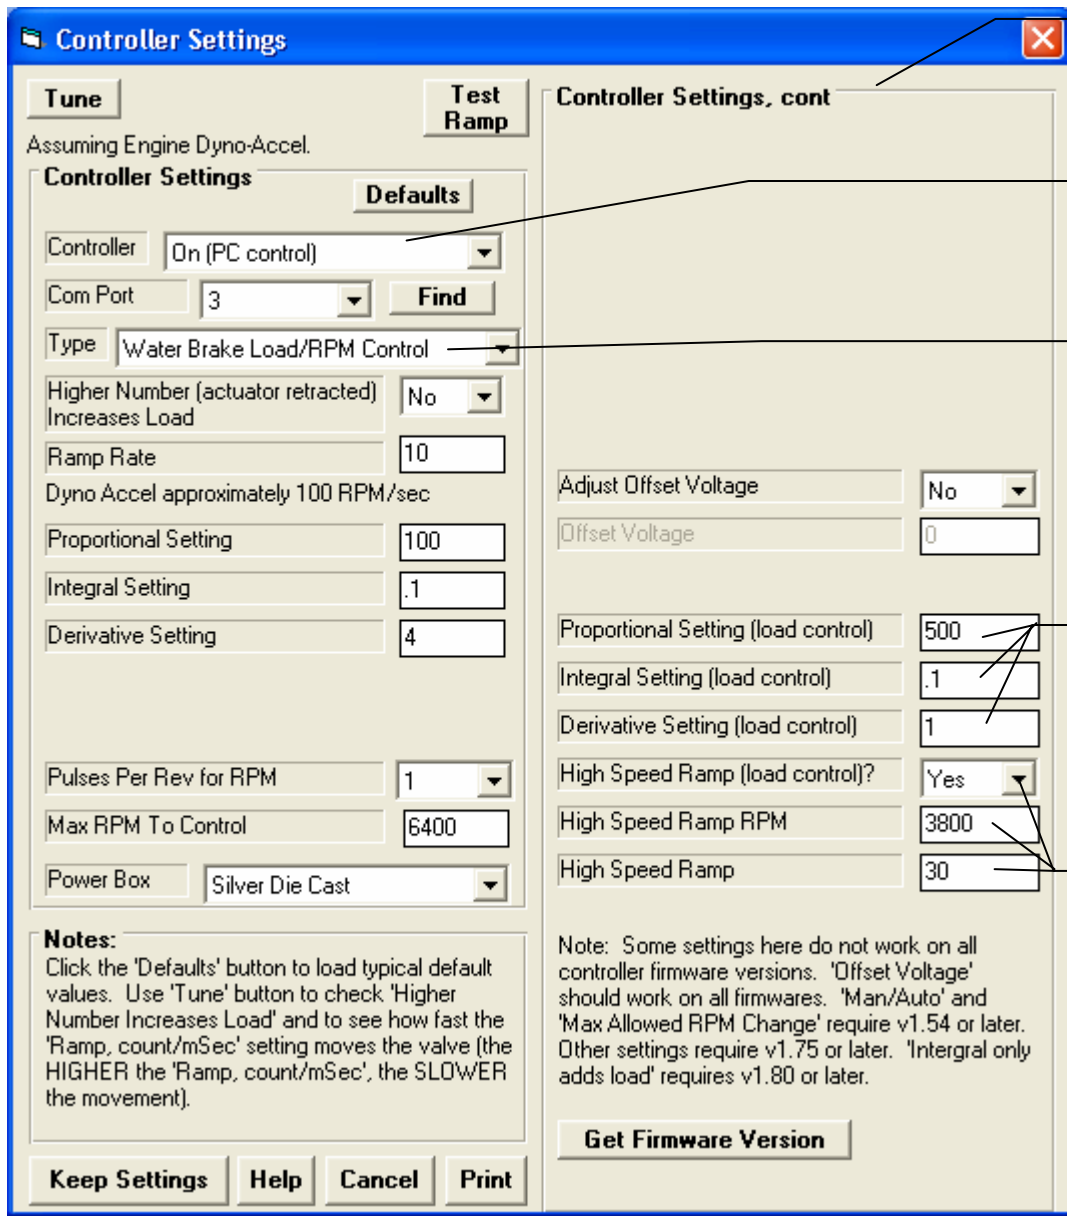 Controller Settings
Tune
Test
Ramp
Assuming Engine Dyno-Accel.
Controller Settings
Defaults
Controller On (PC control)
Com Port 3 Find
Type Water Brake Load/RPM Control
Higher Number (actuator retracted)
Increases Load No
Ramp Rate 10
Dyno Accel approximately 100 RPM/sec
Proportional Setting 100
Integral Setting .1
Derivative Setting 4
Pulses Per Rev for RPM 1
Max RPM To Control 6400
Power Box Silver Die Cast
Notes:
Click the 'Defaults' button to load typical default
values. Use 'Tune' button to check 'Higher
Number Increases Load' and to see how fast the
'Ramp, count/mSec' setting moves the valve (the
HIGHER the 'Ramp, count/mSec', the SLOWER
the movement).
Keep Settings Help Cancel Print
Controller Settings, cont
Adjust Offset Voltage No
Offset Voltage 0
Proportional Setting (load control) 500
Integral Setting (load control) .1
Derivative Setting (load control) 1
High Speed Ramp (load control)? Yes
High Speed Ramp RPM 3800
High Speed Ramp 30
Note: Some settings here do not work on all
controller firmware versions. 'Offset Voltage'
should work on all firmwares. 'Man/Auto' and
'Max Allowed RPM Change' require v1.54 or later.
Other settings require v1.75 or later. 'Intergral only
adds load' requires v1.80 or later.
Get Firmware Version